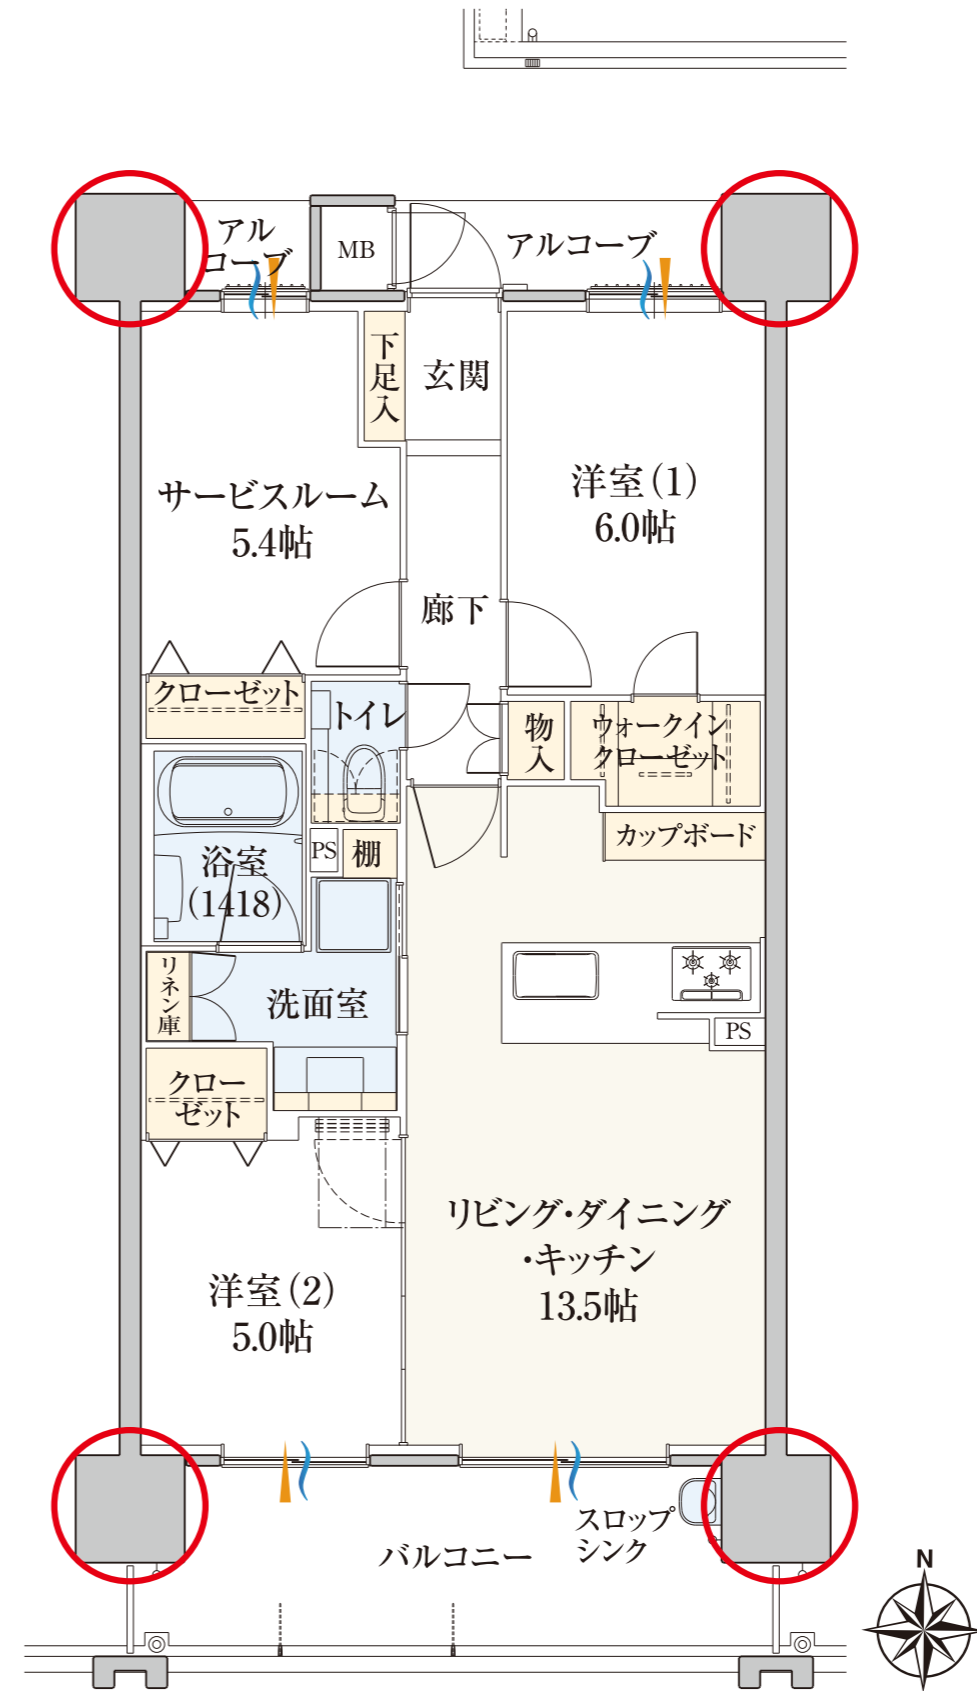 アル
コーブ
MB
アルコーブ
下足入
玄関
サービスルーム
5.4帖
洋室(1)
6.0帖
廊下
クローゼット
トイレ
物入
ウォークイン
クローゼット
カップボード
PS
棚
浴室
(1418)
リネン庫
洗面室
PS
クロー
ゼット
リビング・ダイニング
・キッチン
13.5帖
洋室(2)
5.0帖
スロップ
シンク
バルコニー
N